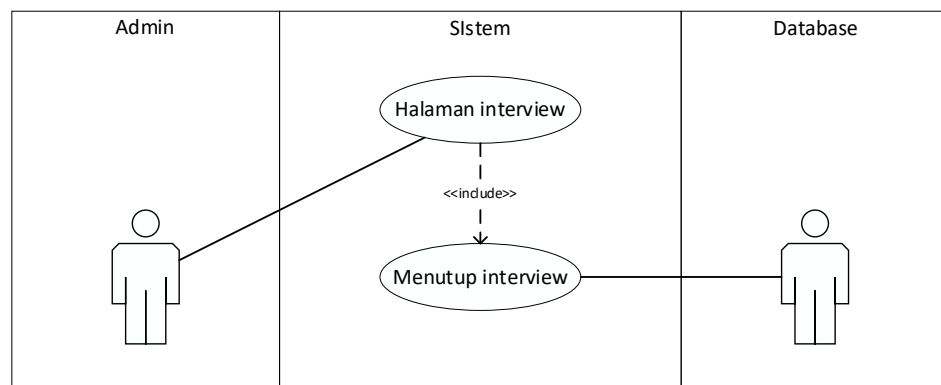 Admin
SIstem
Database
Halaman interview
<<include>>
Menutup interview